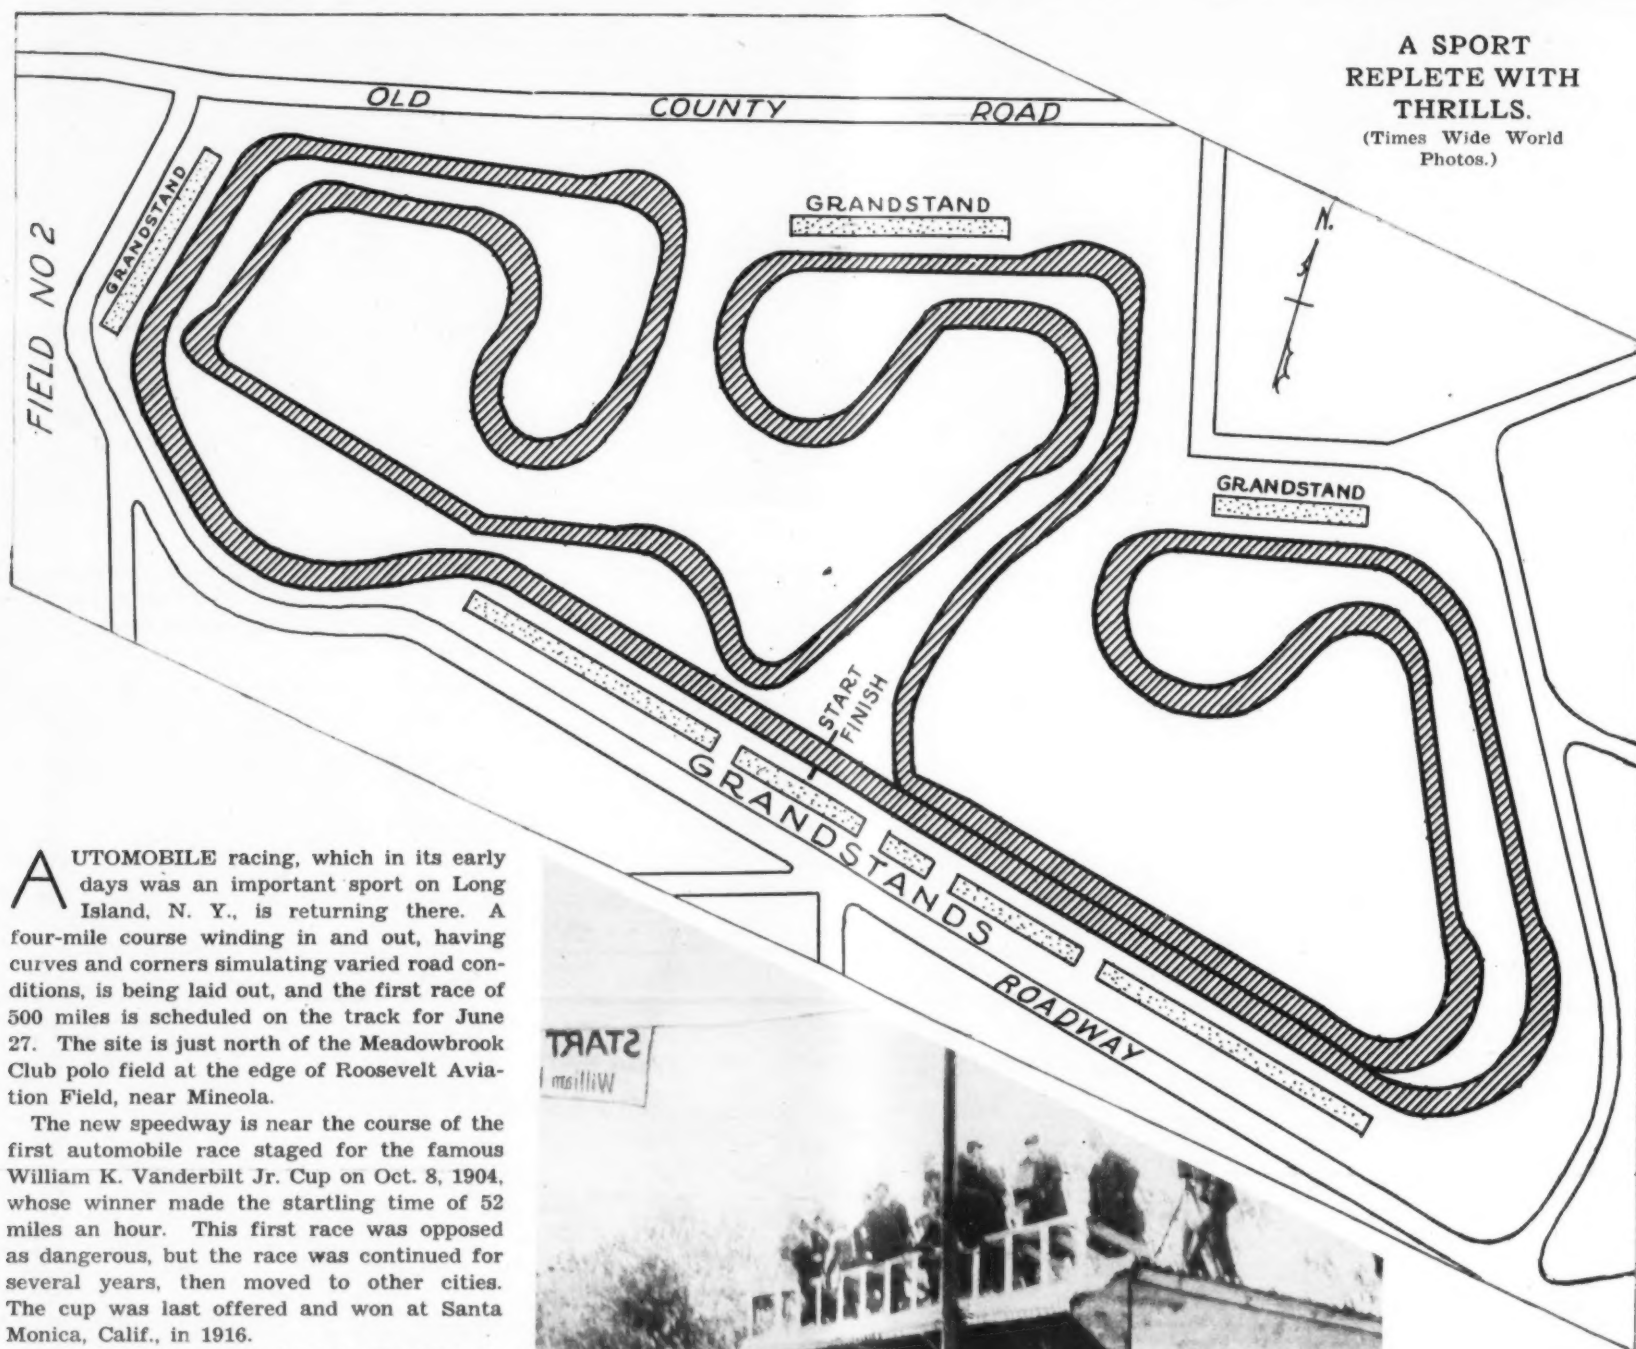 A SPORT
REPLETE WITH
THRILLS.
(Times Wide World
Photos.)
OLD COUNTY ROAD
GRANDSTAND
FIELD NO 2
GRANDSTAND
N.
GRANDSTAND
START
FINISH
GRANDSTANDS
ROADWAY
AUTOMOBILE racing, which in its early
days was an important sport on Long
Island, N. Y., is returning there. A
four-mile course winding in and out, having
curves and corners simulating varied road con-
ditions, is being laid out, and the first race of
500 miles is scheduled on the track for June
27. The site is just north of the Meadowbrook
Club polo field at the edge of Roosevelt Avia-
tion Field, near Mineola.
The new speedway is near the course of the
first automobile race staged for the famous
William K. Vanderbilt Jr. Cup on Oct. 8, 1904,
whose winner made the startling time of 52
miles an hour. This first race was opposed
as dangerous, but the race was continued for
several years, then moved to other cities.
The cup was last offered and won at Santa
Monica, Calif., in 1916.
START
William